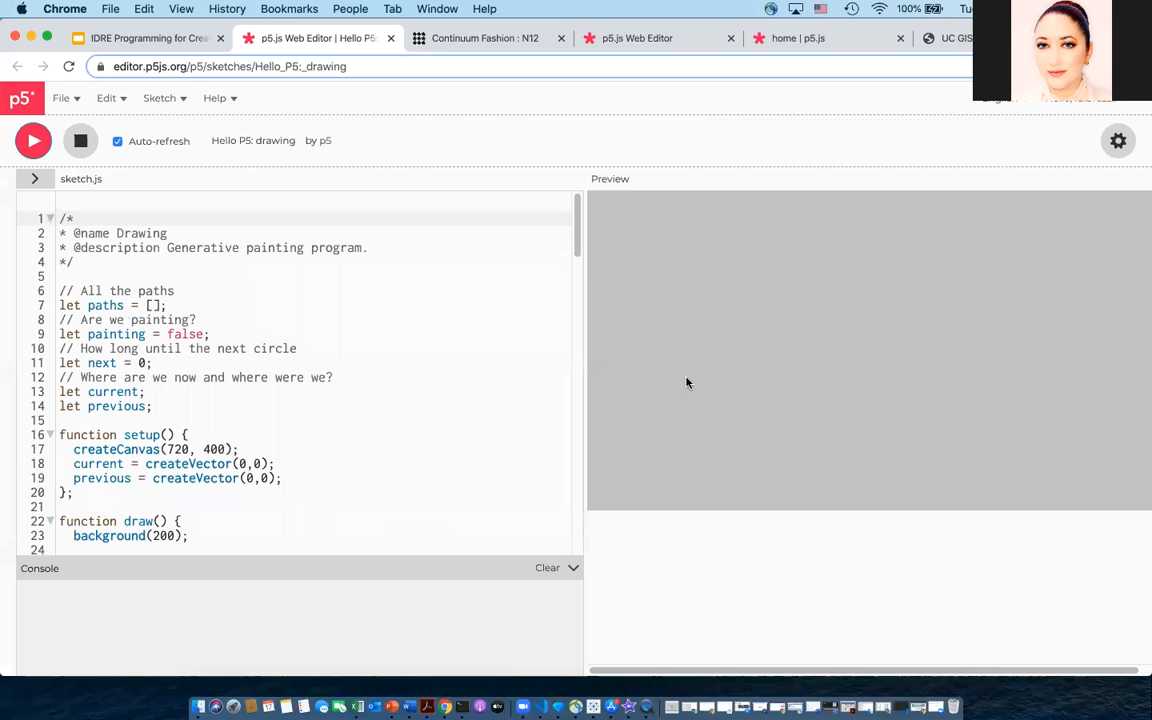 Chrome File Edit View History Bookmarks People Tab Window Help 100%
IDRE Programming for Crea
p5.js Web Editor | Hello P5:
Continuum Fashion : N12
p5.js Web Editor
home | p5.js
UC GIS
editor.p5js.org/p5/sketches/Hello_P5:_drawing
p5* File Edit Sketch Help
Auto-refresh Hello P5: drawing by p5
sketch.js
Preview
1 /*
2 * @name Drawing
3 * @description Generative painting program.
4 */
5
6 // All the paths
7 let paths = [];
8 // Are we painting?
9 let painting = false;
10 // How long until the next circle
11 let next = 0;
12 // Where are we now and where were we?
13 let current;
14 let previous;
15
16 function setup() {
17 createCanvas(720, 400);
18 current = createVector(0,0);
19 previous = createVector(0,0);
20 };
21
22 function draw() {
23 background(200);
24
Console Clear